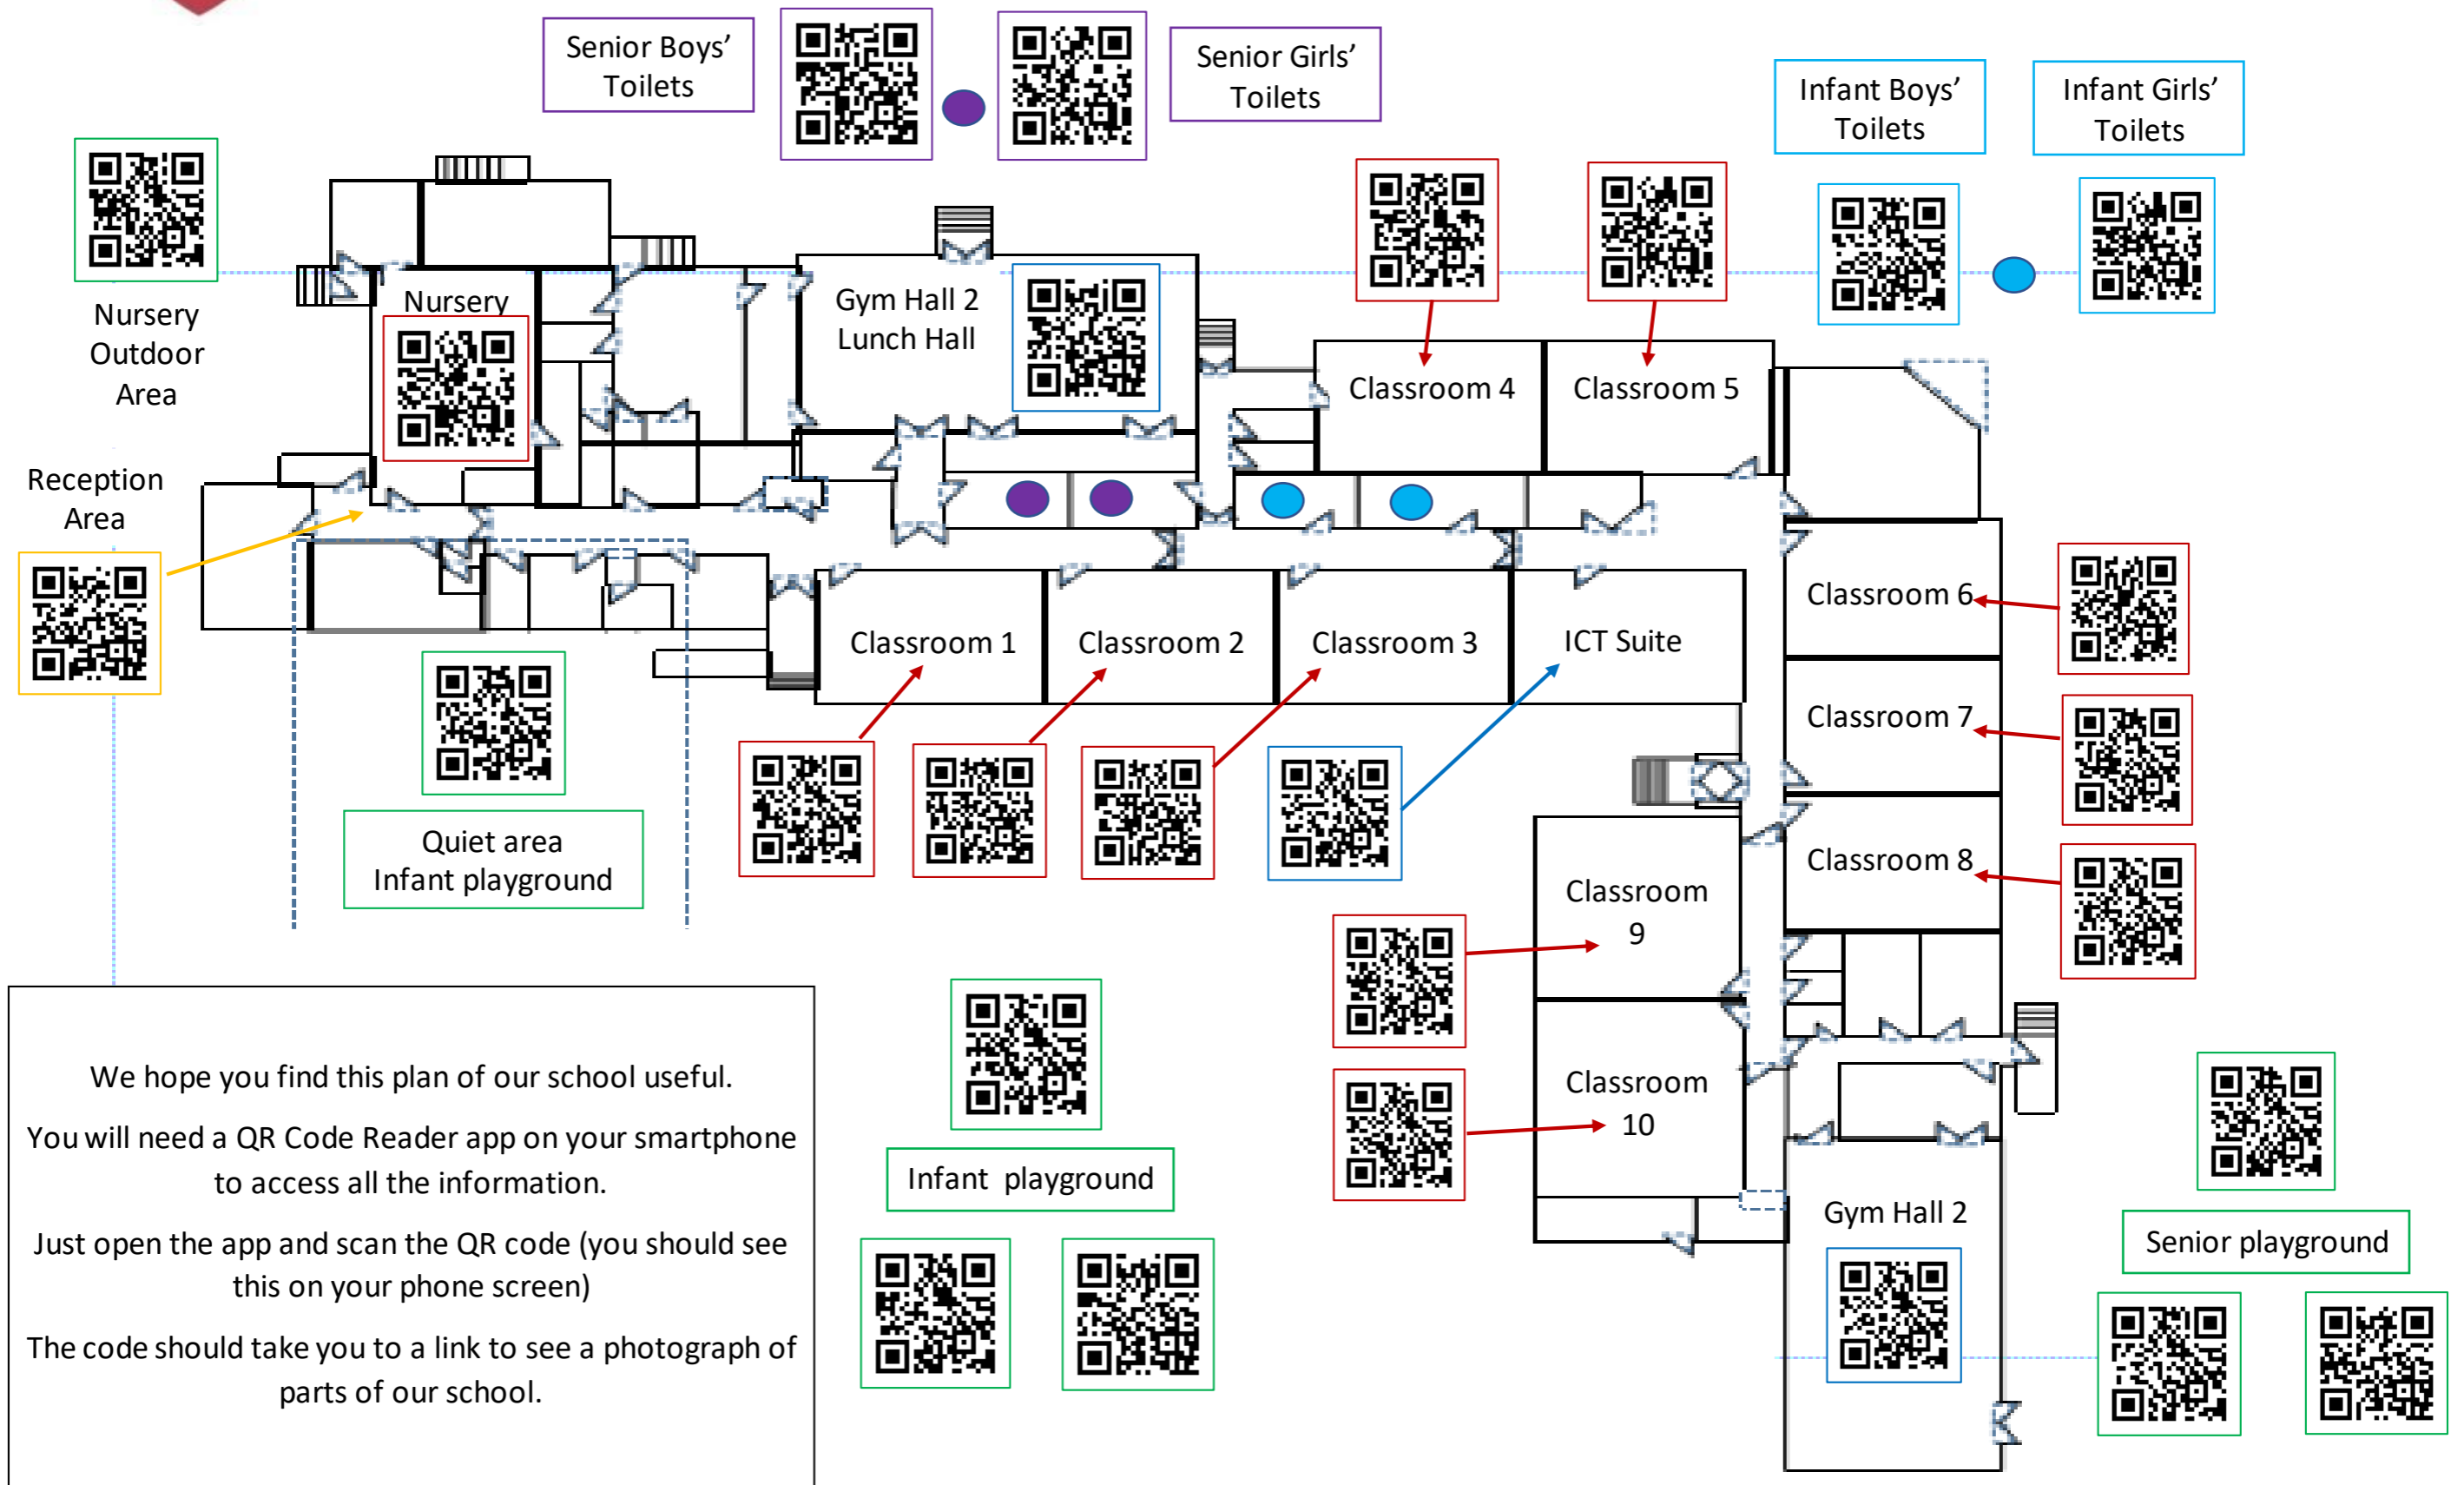 Senior Boys’
Toilets
Senior Girls’
Toilets
Infant Boys’
Toilets
Infant Girls’
Toilets
Nursery
Outdoor
Area
Nursery
Gym Hall 2
Lunch Hall
Classroom 4
Classroom 5
Reception
Area
Classroom 6
Classroom 1
Classroom 2
Classroom 3
ICT Suite
Classroom 7
Quiet area
Infant playground
Classroom 8
Classroom
9
Classroom
10
Infant playground
Gym Hall 2
Senior playground
We hope you find this plan of our school useful.
You will need a QR Code Reader app on your smartphone
to access all the information.
Just open the app and scan the QR code (you should see
this on your phone screen)
The code should take you to a link to see a photograph of
parts of our school.